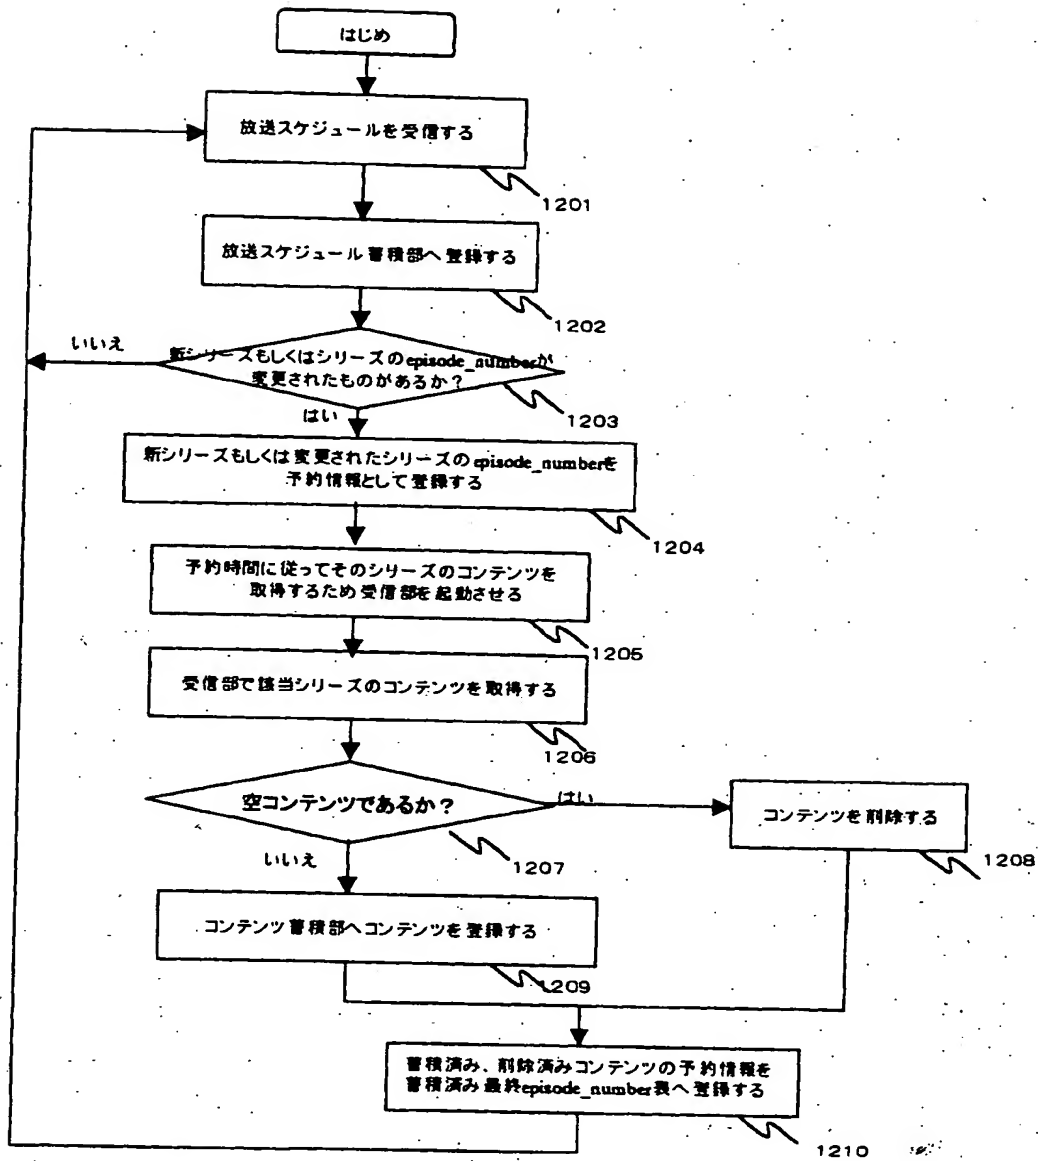 はじめ
放送スケジュールを受信する
1201
放送スケジュール蓄積部へ登録する
1202
いいえ
新シリーズもしくはシリーズのepisode_numberが
変更されたものがあるか？
1203
はい
新シリーズもしくは変更されたシリーズのepisode_numberを
予約情報として登録する
1204
予約時間に従ってそのシリーズのコンテンツを
取得するため受信部を起動させる
1205
受信部で該当シリーズのコンテンツを取得する
1206
空コンテンツであるか？
はい
コンテンツを削除する
1207
1208
いいえ
コンテンツ蓄積部へコンテンツを登録する
1209
蓄積済み、削除済みコンテンツの予約情報を
蓄積済み最終episode_number表へ登録する
1210